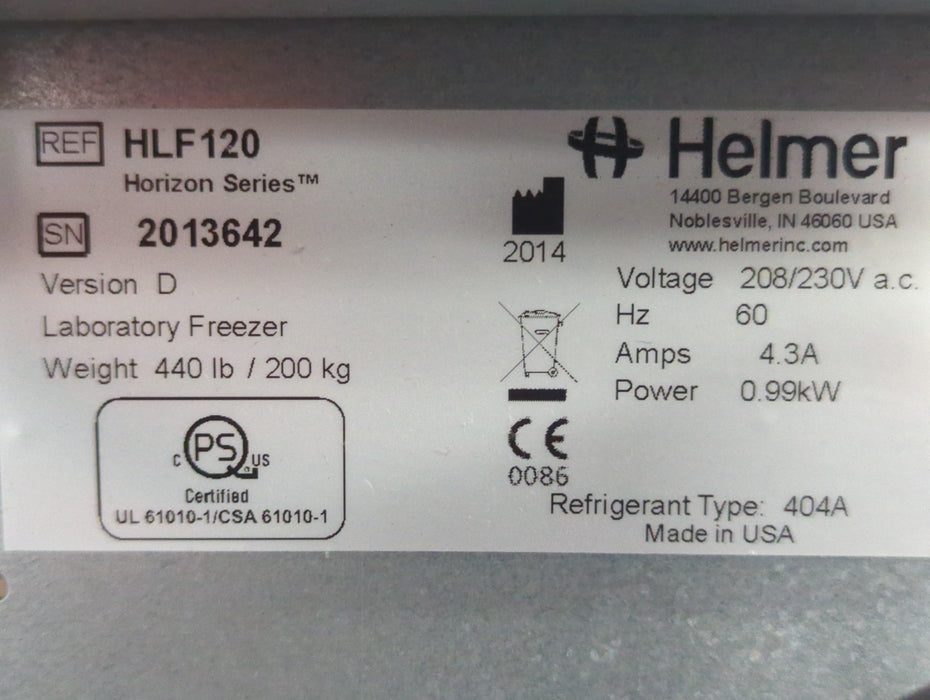 REF HLF120
Horizon Series™
SN 2013642
Version D
Laboratory Freezer
Weight 440 lb / 200 kg
C PS US
Certified
UL 61010-1/CSA 61010-1
2014
CE
0086
Helmer
14400 Bergen Boulevard
Noblesville, IN 46060 USA
www.helmerinc.com
Voltage 208/230V a.c.
Hz 60
Amps 4.3A
Power 0.99kW
Refrigerant Type: 404A
Made in USA